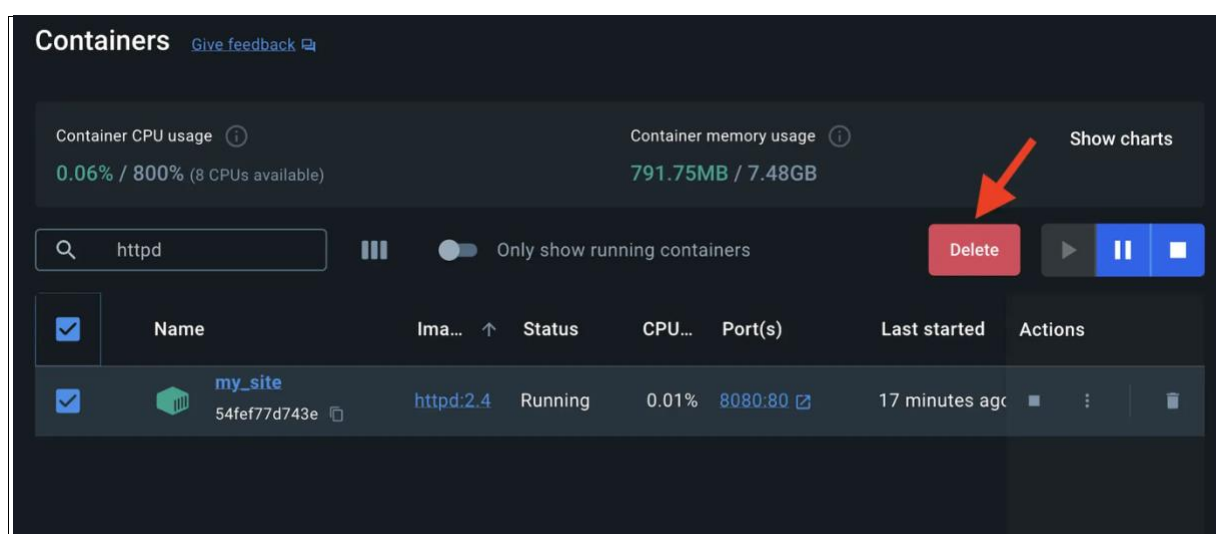 Containers Give feedback
Container CPU usage
Container memory usage
Show charts
0.06% / 800% (8 CPUs available)
791.75MB / 7.48GB
httpd
Only show running containers
Delete
Name Ima... Status CPU... Port(s) Last started Actions
my_site
54fef77d743e
httpd:2.4 Running 0.01% 8080:80 17 minutes ago